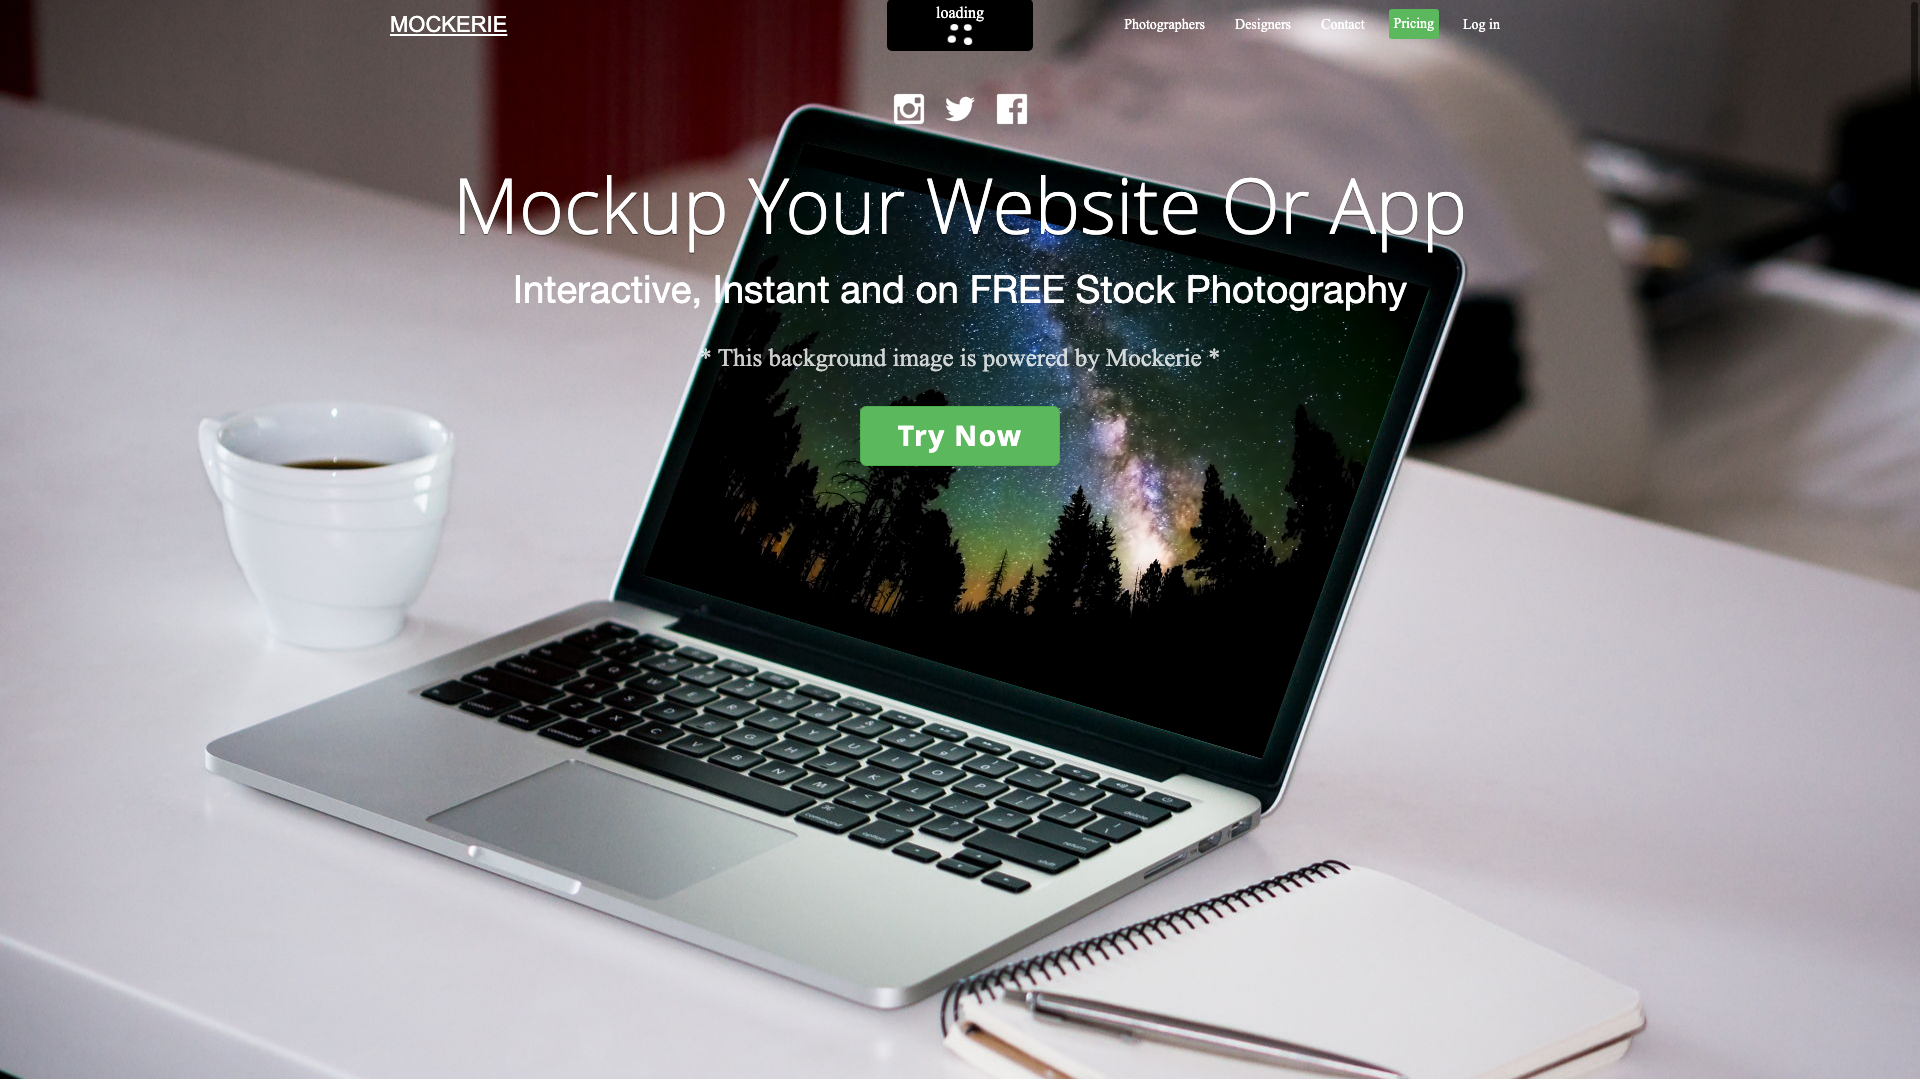 MOCKERIE
loading
Photographers
Designers
Contact
Pricing
Log in
Mockup Your Website Or App
Interactive, Instant and on FREE Stock Photography
* This background image is powered by Mockerie *
Try Now